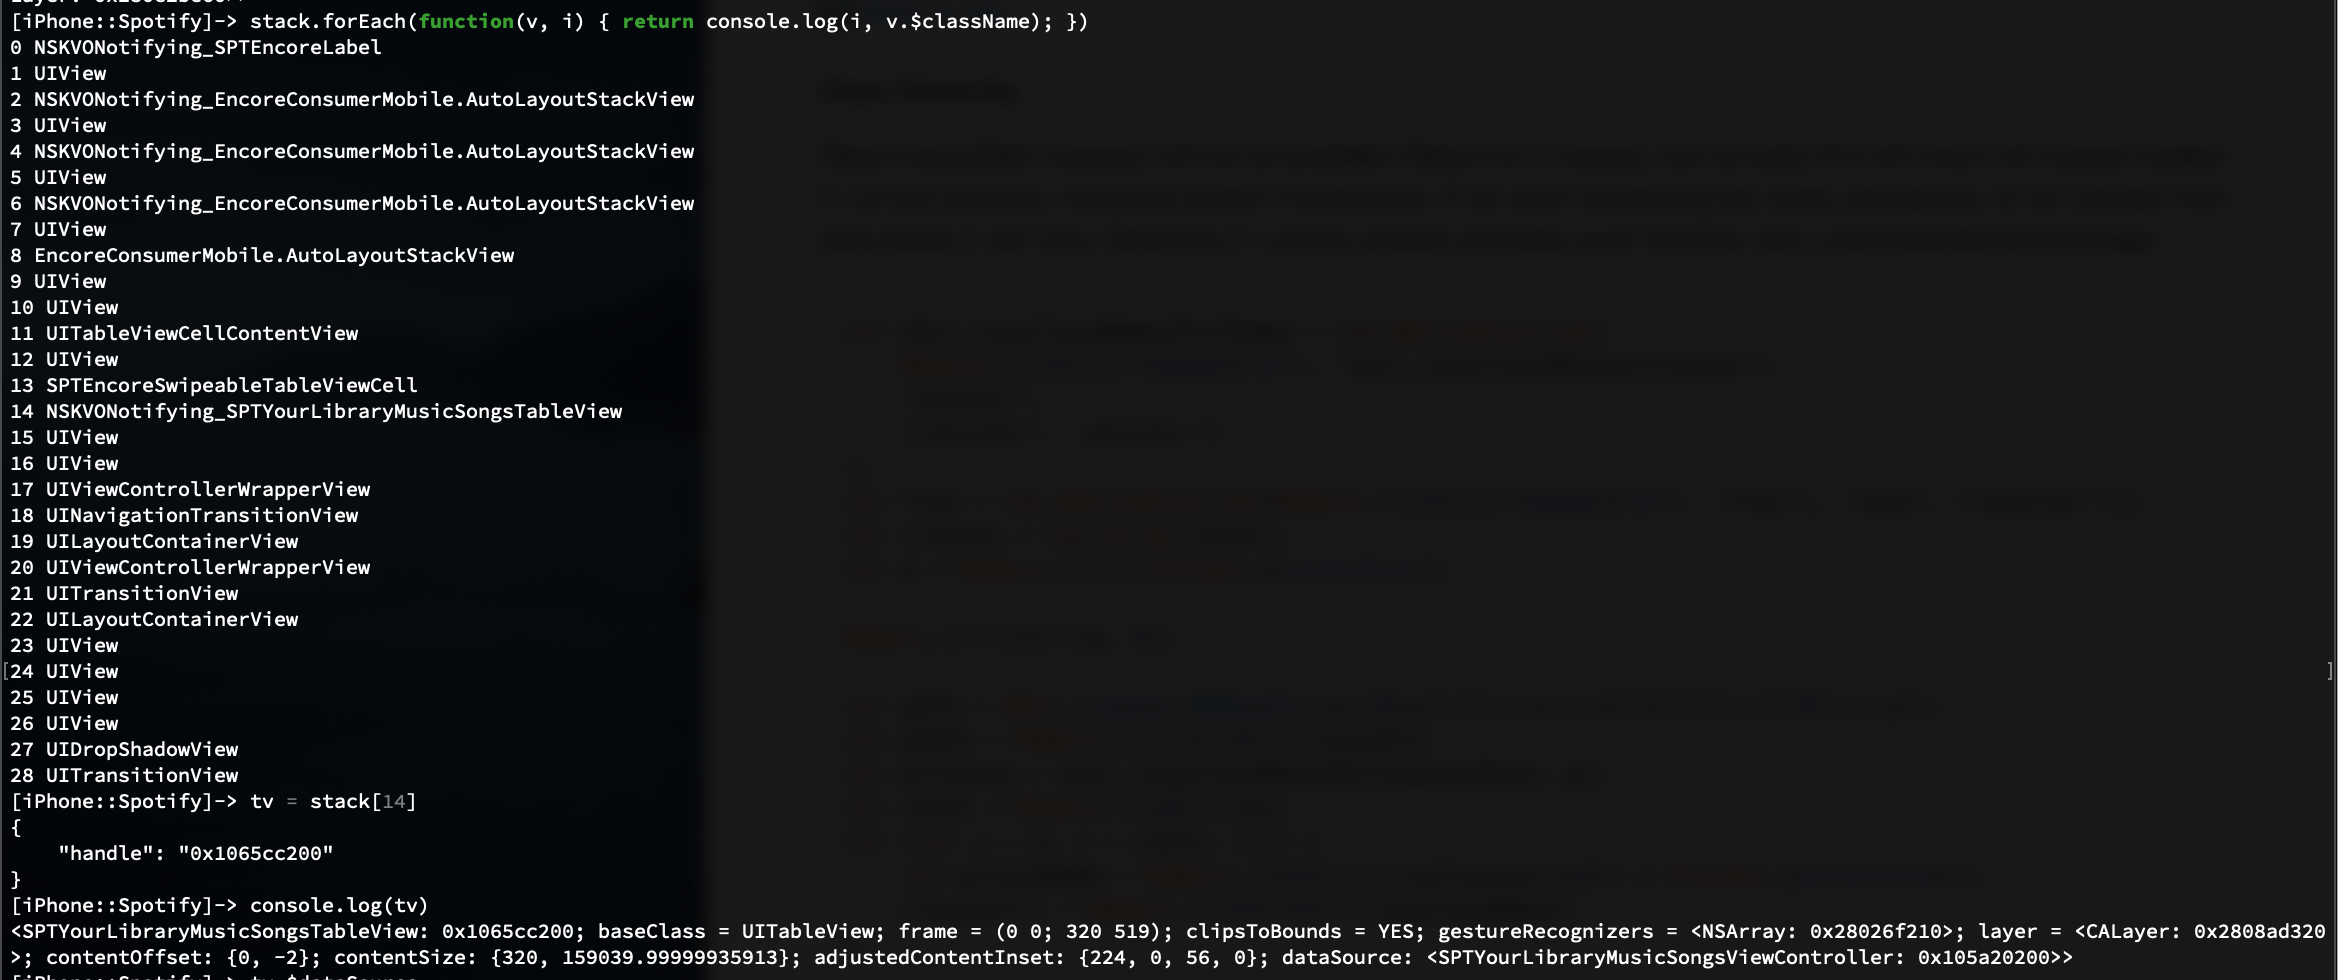 [iPhone::Spotify]-> stack.forEach(function(v, i) { return console.log(i, v.$className); })
0 NSKVONotifying_SPTEncoreLabel
1 UIView
2 NSKVONotifying_EncoreConsumerMobile.AutoLayoutStackView
3 UIView
4 NSKVONotifying_EncoreConsumerMobile.AutoLayoutStackView
5 UIView
6 NSKVONotifying_EncoreConsumerMobile.AutoLayoutStackView
7 UIView
8 EncoreConsumerMobile.AutoLayoutStackView
9 UIView
10 UIView
11 UITableViewCellContentView
12 UIView
13 SPTEncoreSwipeableTableViewCell
14 NSKVONotifying_SPTYourLibraryMusicSongsTableView
15 UIView
16 UIView
17 UIViewControllerWrapperView
18 UINavigationTransitionView
19 UILayoutContainerView
20 UIViewControllerWrapperView
21 UITransitionView
22 UILayoutContainerView
23 UIView
[24 UIView ]
25 UIView
26 UIView
27 UIDropShadowView
28 UITransitionView
[iPhone::Spotify]-> tv = stack[14]
{
    "handle": "0x1065cc200"
}
[iPhone::Spotify]-> console.log(tv)
<SPTYourLibraryMusicSongsTableView: 0x1065cc200; baseClass = UITableView; frame = (0 0; 320 519); clipsToBounds = YES; gestureRecognizers = <NSArray: 0x28026f210>; layer = <CALayer: 0x2808ad320
>; contentOffset: {0, -2}; contentSize: {320, 159039.99999935913}; adjustedContentInset: {224, 0, 56, 0}; dataSource: <SPTYourLibraryMusicSongsViewController: 0x105a20200>>